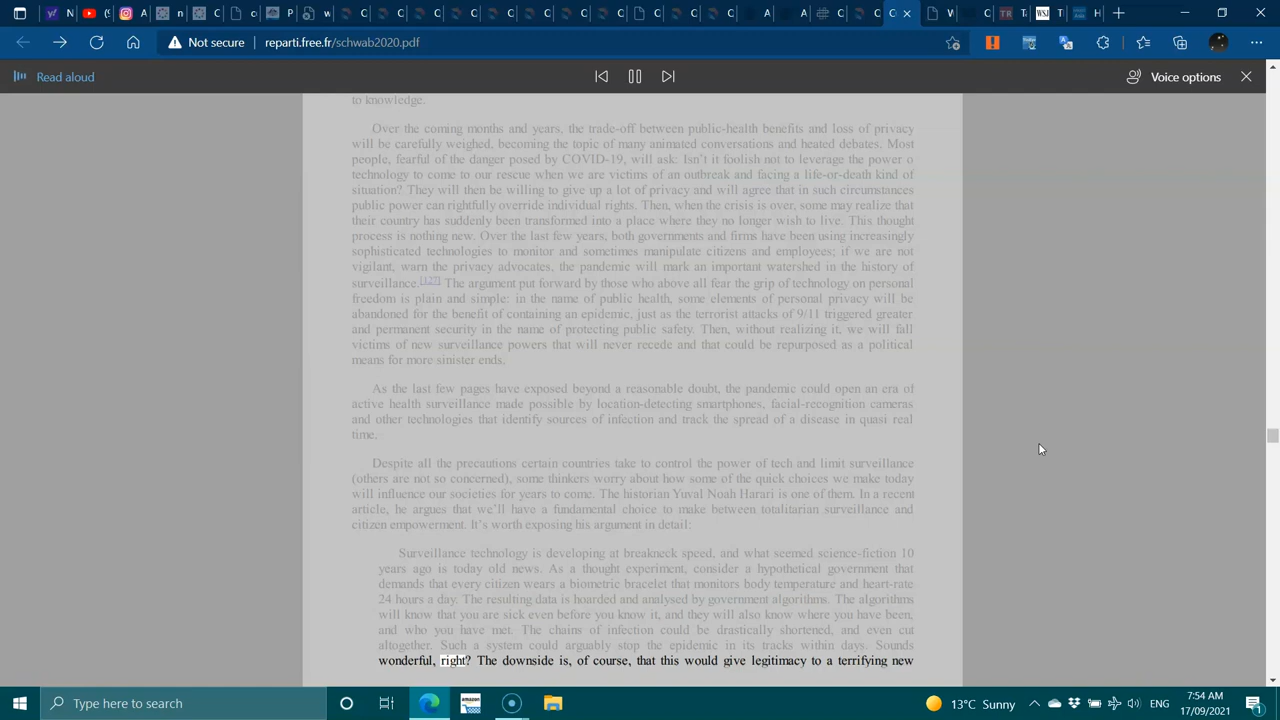 Not secure
reparti.free.fr/schwab2020.pdf
Read aloud
Voice options
to knowledge.
Over the coming months and years, the trade-off between public-health benefits and loss of privacy
will be carefully weighed, becoming the topic of many animated conversations and heated debates. Most
people, fearful of the danger posed by COVID-19, will ask: Isn't it foolish not to leverage the power o
technology to come to our rescue when we are victims of an outbreak and facing a life-or-death kind of
situation? They will then be willing to give up a lot of privacy and will agree that in such circumstances
public power can rightfully override individual rights. Then, when the crisis is over, some may realize that
their country has suddenly been transformed into a place where they no longer wish to live. This thought
process is nothing new. Over the last few years, both governments and firms have been using increasingly
sophisticated technologies to monitor and sometimes manipulate citizens and employees; if we are not
vigilant, warn the privacy advocates, the pandemic will mark an important watershed in the history of
surveillance.[127] The argument put forward by those who above all fear the grip of technology on personal
freedom is plain and simple: in the name of public health, some elements of personal privacy will be
abandoned for the benefit of containing an epidemic, just as the terrorist attacks of 9/11 triggered greater
and permanent security in the name of protecting public safety. Then, without realizing it, we will fall
victims of new surveillance powers that will never recede and that could be repurposed as a political
means for more sinister ends.
As the last few pages have exposed beyond a reasonable doubt, the pandemic could open an era of
active health surveillance made possible by location-detecting smartphones, facial-recognition cameras
and other technologies that identify sources of infection and track the spread of a disease in quasi real
time.
Despite all the precautions certain countries take to control the power of tech and limit surveillance
(others are not so concerned), some thinkers worry about how some of the quick choices we make today
will influence our societies for years to come. The historian Yuval Noah Harari is one of them. In a recent
article, he argues that we'll have a fundamental choice to make between totalitarian surveillance and
citizen empowerment. It's worth exposing his argument in detail:
Surveillance technology is developing at breakneck speed, and what seemed science-fiction 10
years ago is today old news. As a thought experiment, consider a hypothetical government that
demands that every citizen wears a biometric bracelet that monitors body temperature and heart-rate
24 hours a day. The resulting data is hoarded and analysed by government algorithms. The algorithms
will know that you are sick even before you know it, and they will also know where you have been,
and who you have met. The chains of infection could be drastically shortened, and even cut
altogether. Such a system could arguably stop the epidemic in its tracks within days. Sounds
wonderful, right? The downside is, of course, that this would give legitimacy to a terrifying new
Type here to search
amazon
13°C Sunny
ENG
7:54 AM
17/09/2021